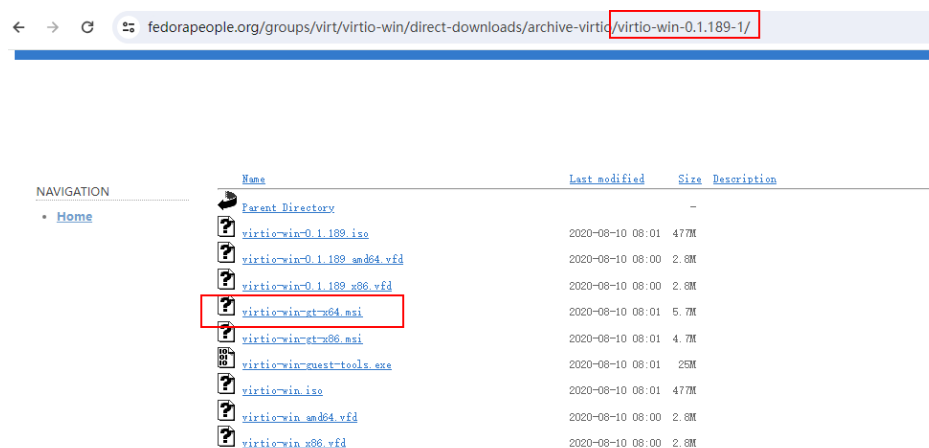 fedorapeople.org/groups/virt/virtio-win/direct-downloads/archive-virtio/virtio-win-0.1.189-1/
NAVIGATION
Home
Name Last modified Size Description
Parent Directory -
virtio-win-0.1.189.iso 2020-08-10 08:01 477M
virtio-win-0.1.189_amd64.vfd 2020-08-10 08:00 2.8M
virtio-win-0.1.189_x86.vfd 2020-08-10 08:00 2.8M
virtio-win-gt-x64.msi 2020-08-10 08:01 5.7M
virtio-win-gt-x86.msi 2020-08-10 08:01 4.7M
virtio-win-guest-tools.exe 2020-08-10 08:01 25M
virtio-win.iso 2020-08-10 08:01 477M
virtio-win_amd64.vfd 2020-08-10 08:00 2.8M
virtio-win_x86.vfd 2020-08-10 08:00 2.8M